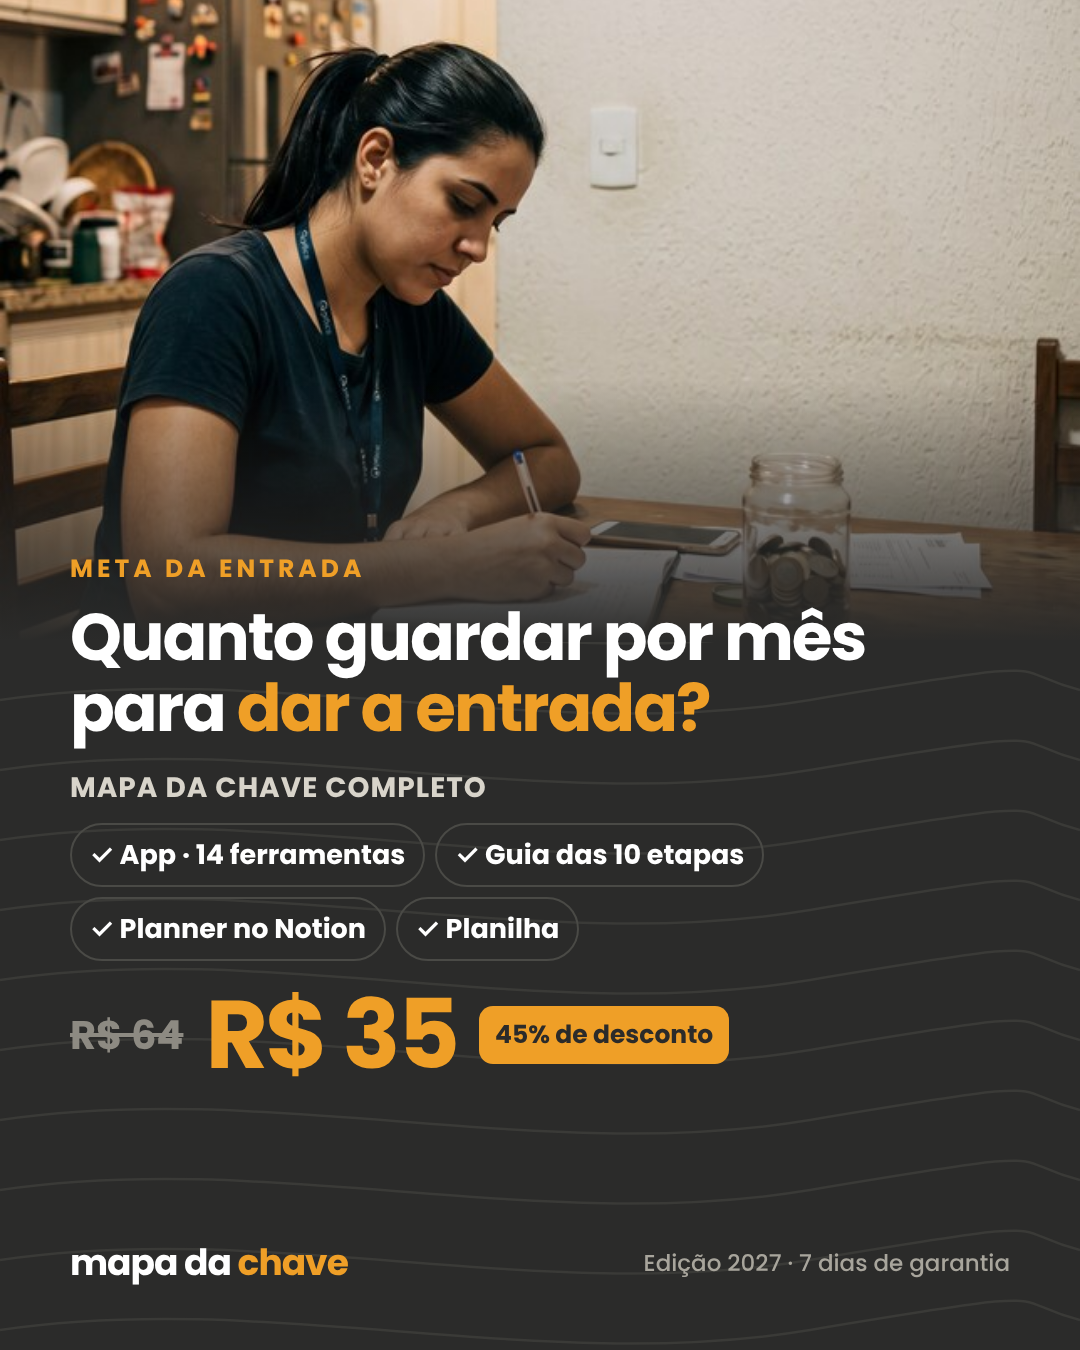 META DA ENTRADA
Quanto guardar por mês
para dar a entrada?
MAPA DA CHAVE COMPLETO
✓ App · 14 ferramentas
✓ Guia das 10 etapas
✓ Planner no Notion
✓ Planilha
R$ 64
R$ 35
45% de desconto
mapa da chave
Edição 2027 · 7 dias de garantia